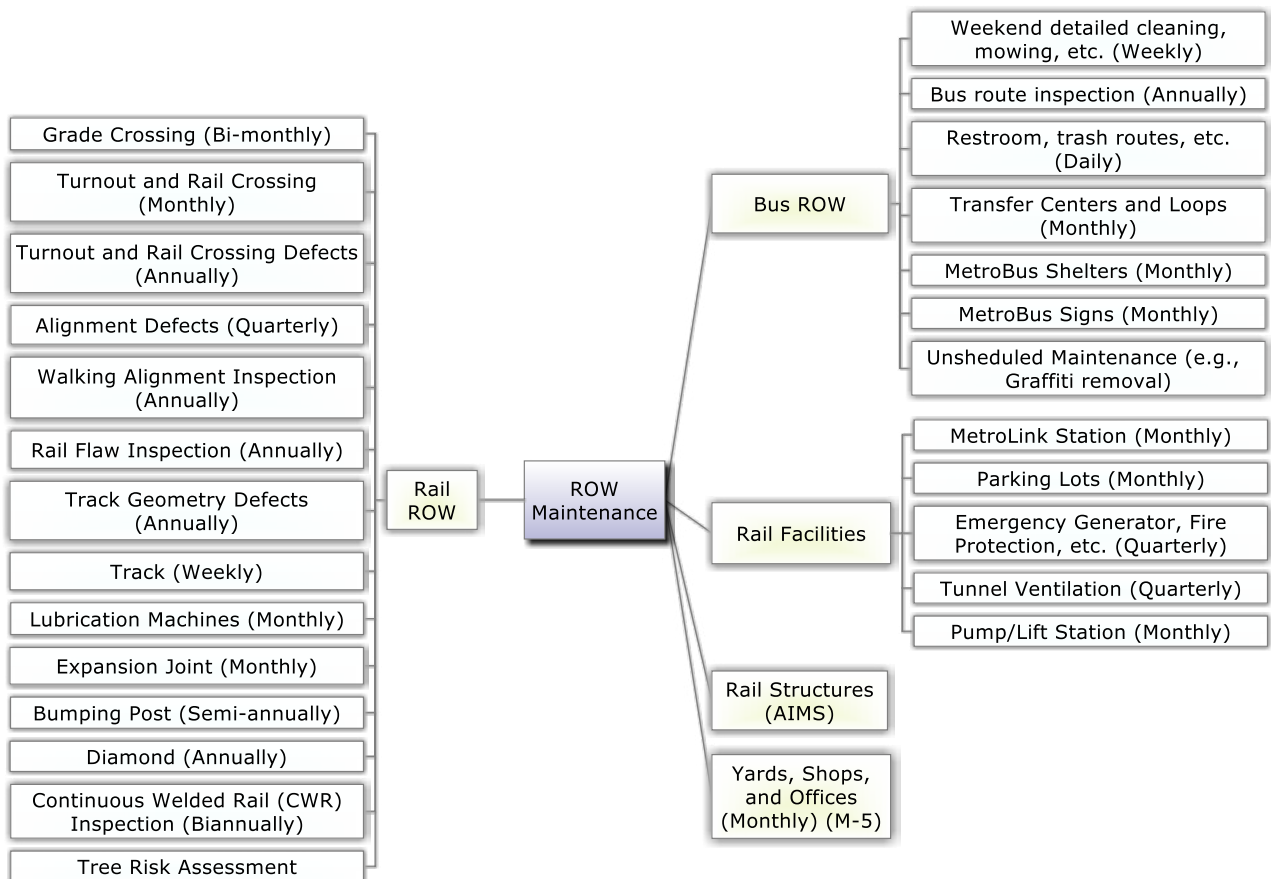 Grade Crossing (Bi-monthly)
Turnout and Rail Crossing
(Monthly)
Turnout and Rail Crossing Defects
(Annually)
Alignment Defects (Quarterly)
Walking Alignment Inspection
(Annually)
Rail Flaw Inspection (Annually)
Track Geometry Defects
(Annually)
Track (Weekly)
Lubrication Machines (Monthly)
Expansion Joint (Monthly)
Bumping Post (Semi-annually)
Diamond (Annually)
Continuous Welded Rail (CWR)
Inspection (Biannually)
Tree Risk Assessment
Rail
ROW
ROW
Maintenance
Bus ROW
Weekend detailed cleaning,
mowing, etc. (Weekly)
Bus route inspection (Annually)
Restroom, trash routes, etc.
(Daily)
Transfer Centers and Loops
(Monthly)
MetroBus Shelters (Monthly)
MetroBus Signs (Monthly)
Unsheduled Maintenance (e.g.,
Graffiti removal)
Rail Facilities
MetroLink Station (Monthly)
Parking Lots (Monthly)
Emergency Generator, Fire
Protection, etc. (Quarterly)
Tunnel Ventilation (Quarterly)
Pump/Lift Station (Monthly)
Rail Structures
(AIMS)
Yards, Shops,
and Offices
(Monthly) (M-5)